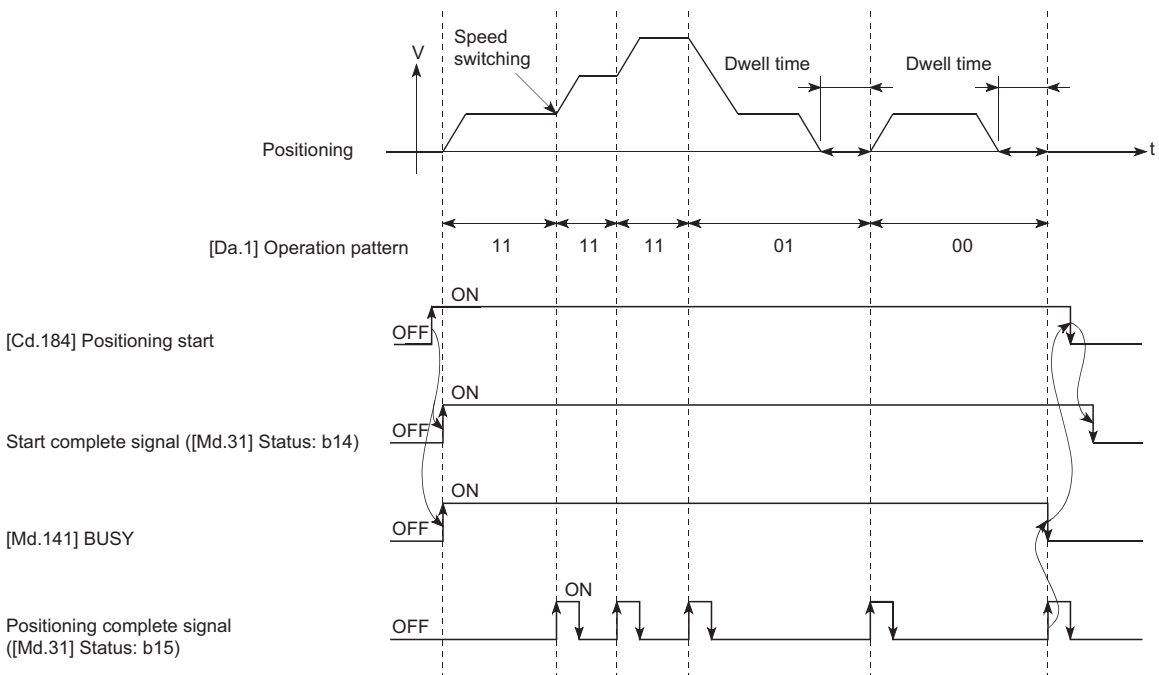 Speed
switching
V
Dwell time
Dwell time
Positioning
t
[Da.1] Operation pattern
11
11
11
01
00
ON
OFF
[Cd.184] Positioning start
ON
OFF
Start complete signal ([Md.31] Status: b14)
ON
OFF
[Md.141] BUSY
ON
OFF
Positioning complete signal
([Md.31] Status: b15)